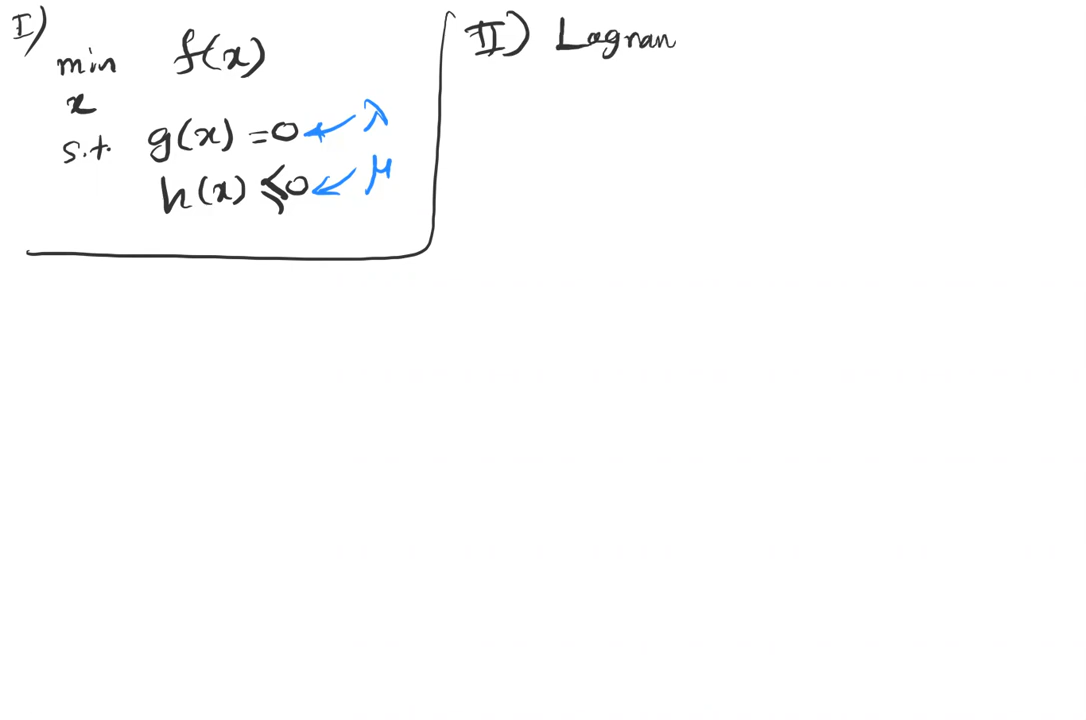 I)
min f(x)
x
s.t. g(x) = 0 ← λ
h(x) ≤ 0 ← μ
II) Lagran